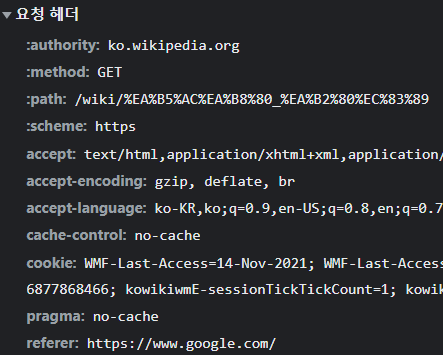 요청 헤더
:authority: ko.wikipedia.org
:method: GET
:path: /wiki/%EA%B5%AC%EA%B8%80_%EA%B2%80%EC%83%89
:scheme: https
accept: text/html,application/xhtml+xml,application/
accept-encoding: gzip, deflate, br
accept-language: ko-KR,ko;q=0.9,en-US;q=0.8,en;q=0.7
cache-control: no-cache
cookie: WMF-Last-Access=14-Nov-2021; WMF-Last-Access
6877868466; kowikiwmE-sessionTickTickCount=1; kowik
pragma: no-cache
referer: https://www.google.com/